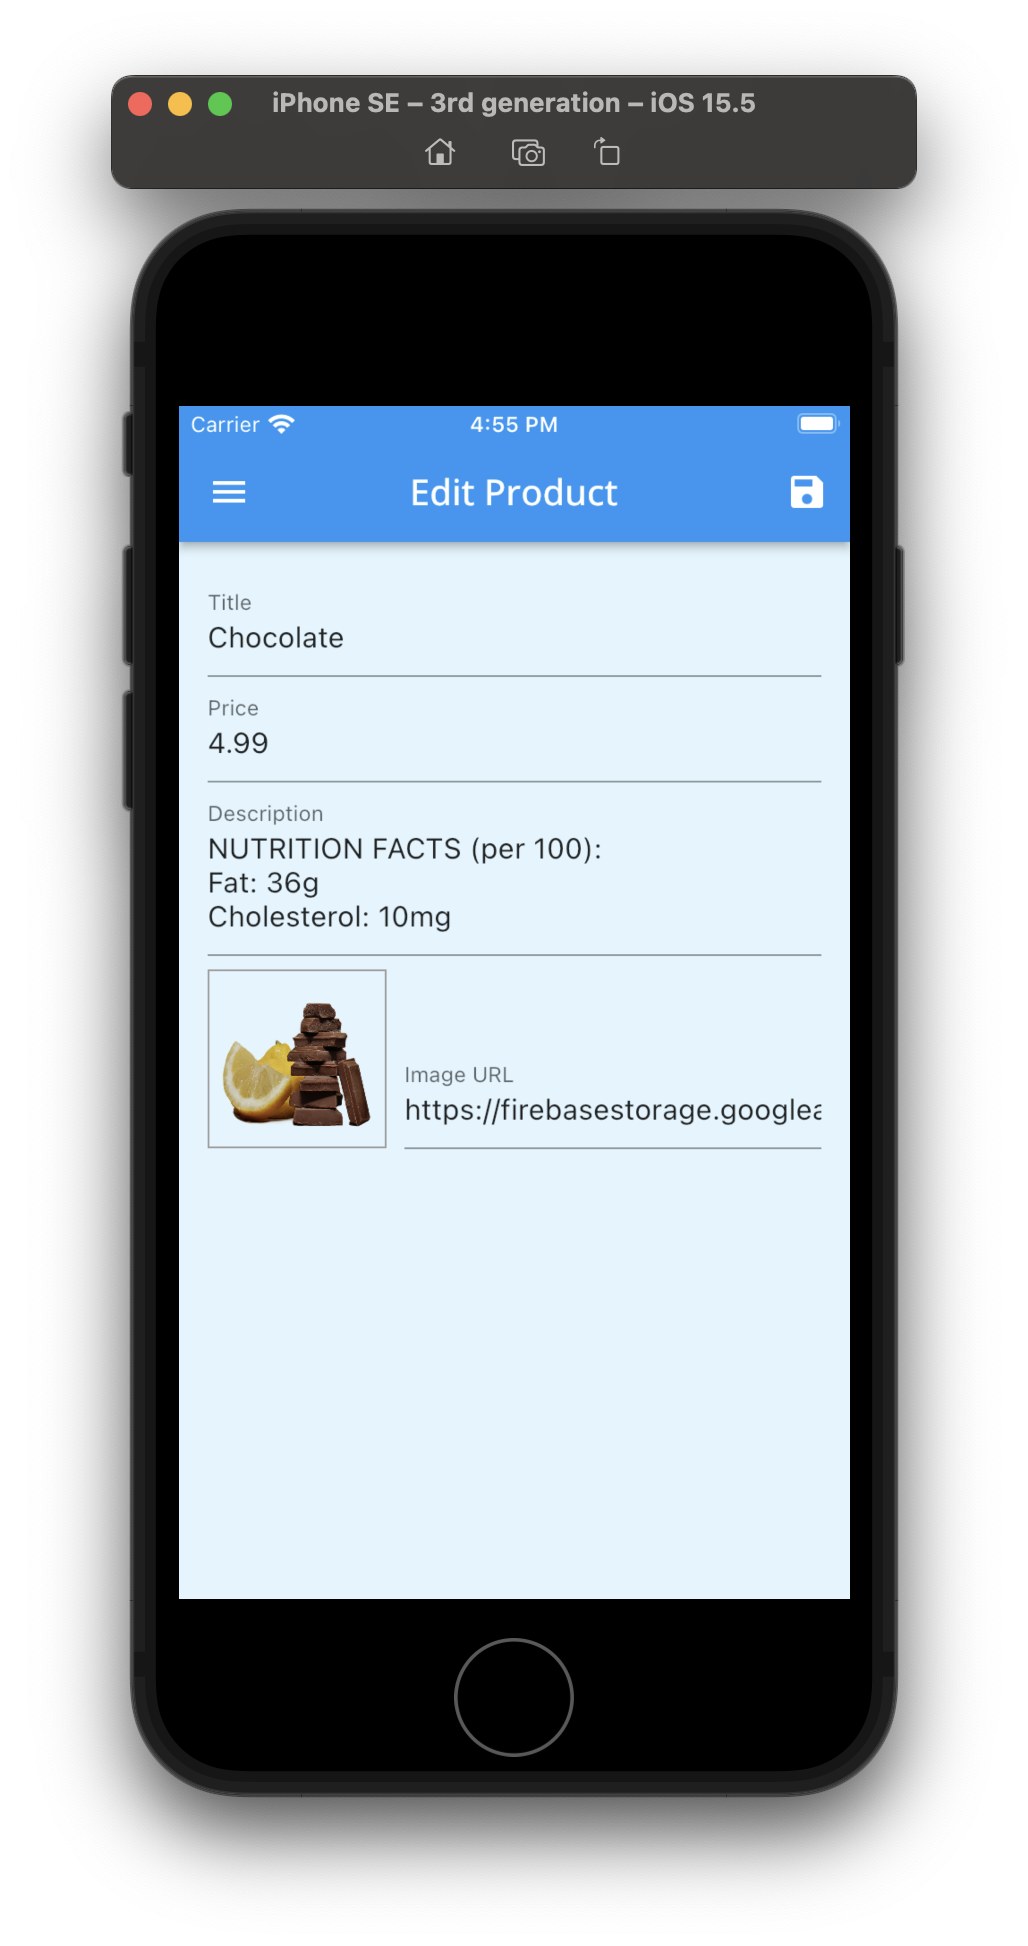 iPhone SE – 3rd generation – iOS 15.5
Carrier 4:55 PM
Edit Product
Title
Chocolate
Price
4.99
Description
NUTRITION FACTS (per 100):
Fat: 36g
Cholesterol: 10mg
Image URL
https://firebasestorage.googlea